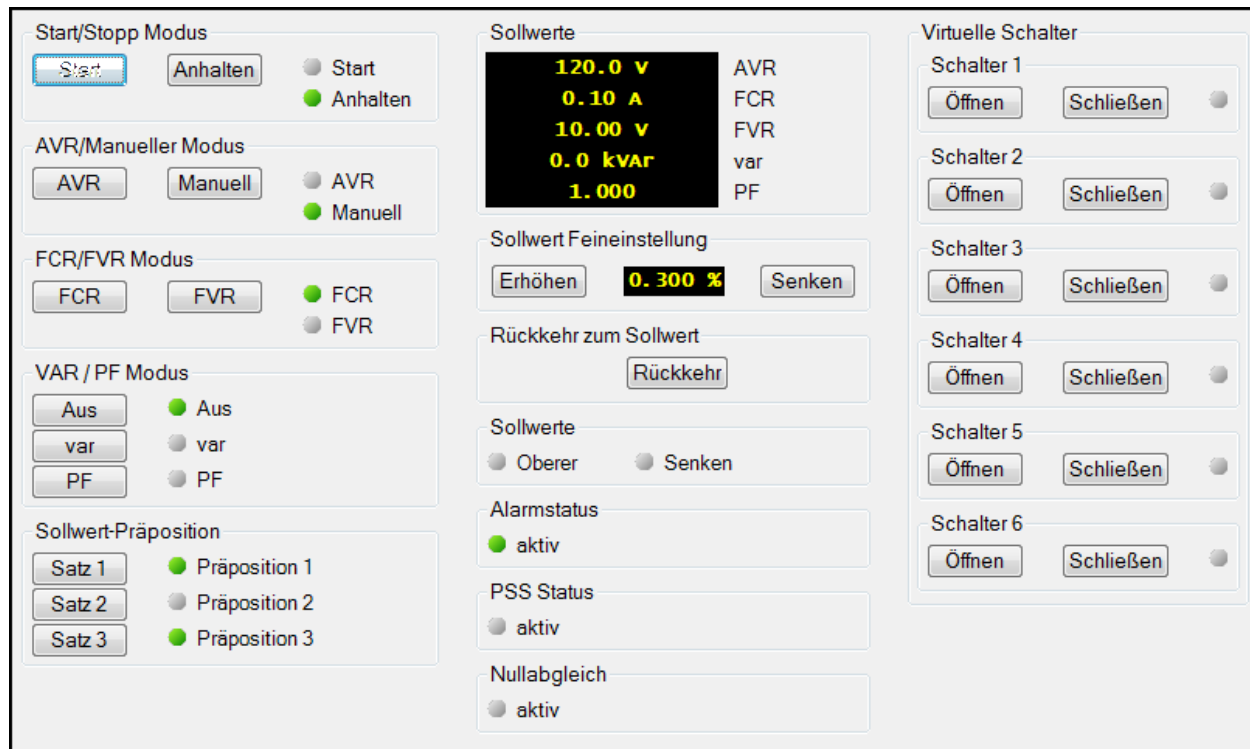 Start/Stopp Modus
Start
Anhalten
Start
Anhalten
AVR/Manueller Modus
AVR
Manuell
AVR
Manuell
FCR/FVR Modus
FCR
FVR
FCR
FVR
VAR / PF Modus
Aus
Aus
var
var
PF
PF
Sollwert-Präposition
Satz 1
Präposition 1
Satz 2
Präposition 2
Satz 3
Präposition 3
Sollwerte
120.0 V AVR
0.10 A FCR
10.00 V FVR
0.0 kVAr var
1.000 PF
Sollwert Feineinstellung
Erhöhen
0.300 %
Senken
Rückkehr zum Sollwert
Rückkehr
Sollwerte
Oberer
Senken
Alarmstatus
aktiv
PSS Status
aktiv
Nullabgleich
aktiv
Virtuelle Schalter
Schalter 1
Öffnen
Schließen
Schalter 2
Öffnen
Schließen
Schalter 3
Öffnen
Schließen
Schalter 4
Öffnen
Schließen
Schalter 5
Öffnen
Schließen
Schalter 6
Öffnen
Schließen